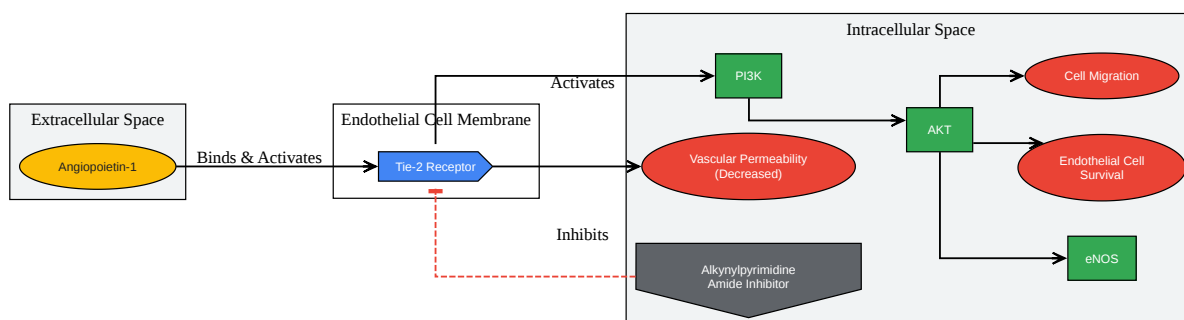 Intracellular Space
PI3K
Cell Migration
Activates
Extracellular Space
Endothelial Cell Membrane
AKT
Angiopoietin-1
Binds & Activates
Tie-2 Receptor
Vascular Permeability
(Decreased)
Endothelial Cell
Survival
Inhibits
Alkynylpyrimidine
Amide Inhibitor
eNOS